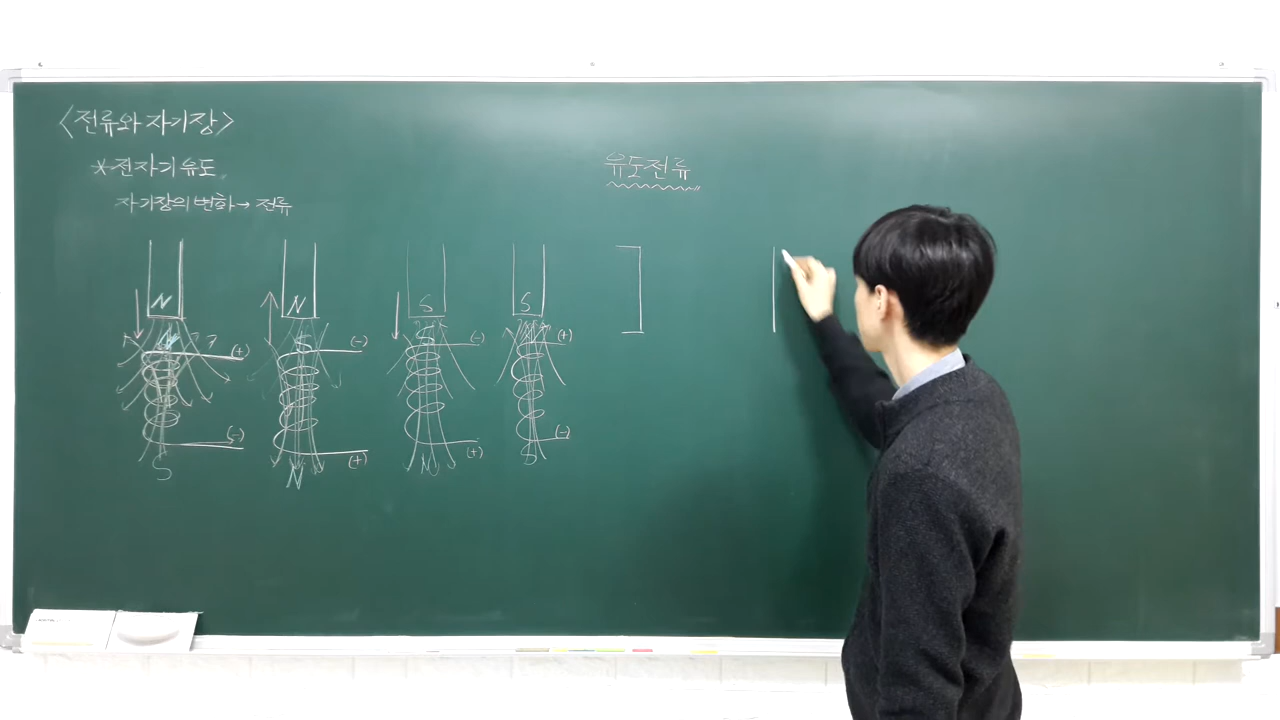 <전류와 자기장>
*전자기유도
유도전류
자기장의 변화→ 전류
N N S S
N S S N
(+) (-) (-) (+)
(-) (+) (+) (-)
S N N S